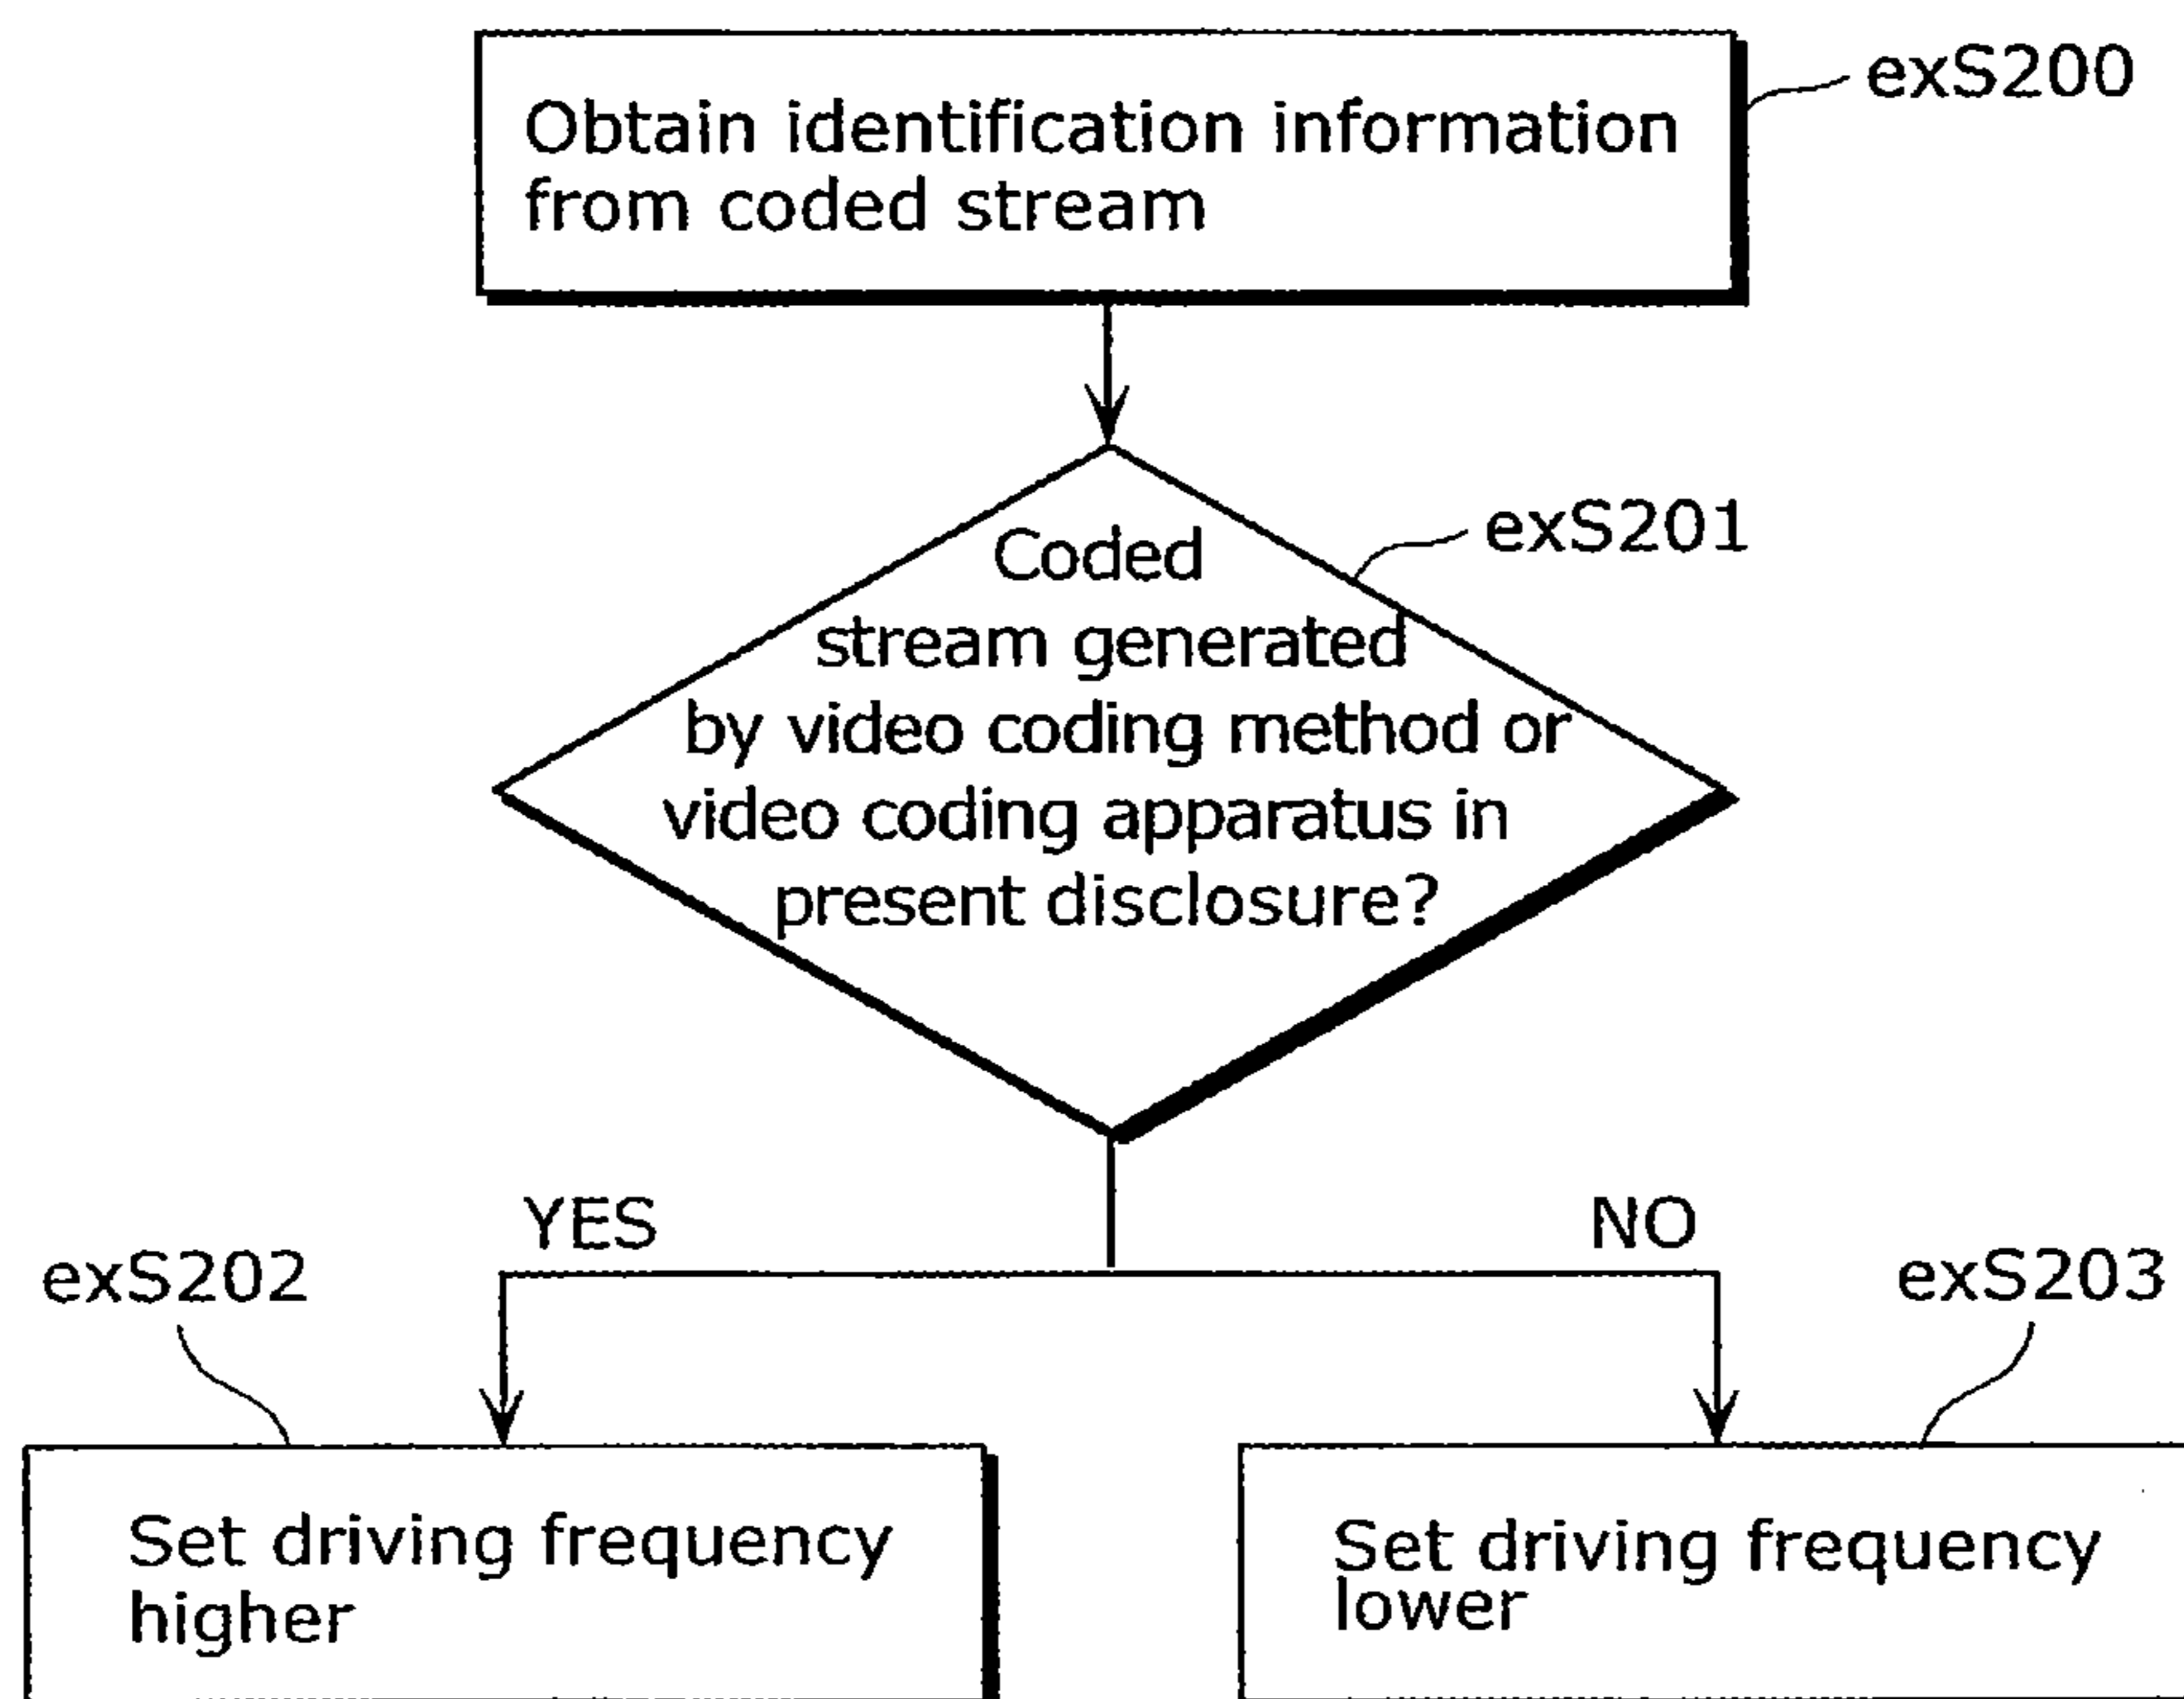 exS200
Obtain identification information
from coded stream
exS201
Coded
stream generated
by video coding method or
video coding apparatus in
present disclosure?
YES
NO
exS202
exS203
Set driving frequency
higher
Set driving frequency
lower